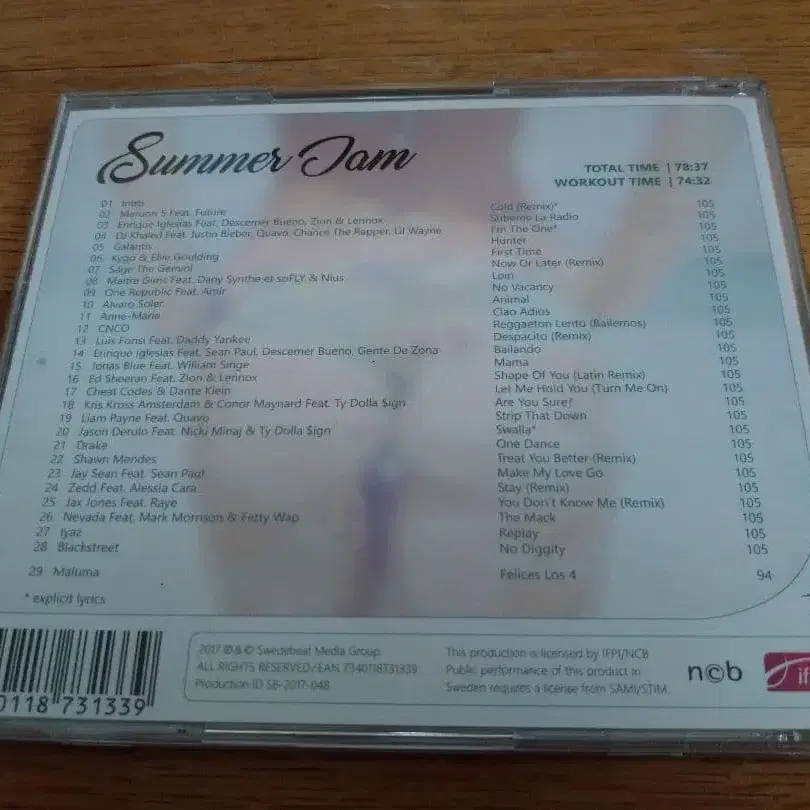 Summer Jam
TOTAL TIME | 78:37
WORKOUT TIME | 74:32
01 Intro
02 Maroon 5 Feat. Future Cold (Remix)* 105
03 Enrique Iglesias Feat. Descemer Bueno, Zion & Lennox Subeme La Radio 105
04 DJ Khaled Feat. Justin Bieber, Quavo, Chance The Rapper, Lil Wayne I'm The One* 105
05 Galantis Hunter 105
06 Kygo & Ellie Goulding First Time 105
07 Sage The Gemini Now Or Later (Remix) 105
08 Maitre Gims Feat. Dany Synthe et soFLY & Nius Loin 105
09 One Republic Feat. Amir No Vacancy 105
10 Alvaro Soler Animal 105
11 Anne-Marie Ciao Adios 105
12 CNCO Reggaeton Lento (Bailemos) 105
13 Luis Fonsi Feat. Daddy Yankee Despacito (Remix) 105
14 Enrique Iglesias Feat. Sean Paul, Descemer Bueno, Gente De Zona Bailando 105
15 Jonas Blue Feat. William Singe Mama 105
16 Ed Sheeran Feat. Zion & Lennox Shape Of You (Latin Remix) 105
17 Cheat Codes & Dante Klein Let Me Hold You (Turn Me On) 105
18 Kris Kross Amsterdam & Conor Maynard Feat. Ty Dolla $ign Are You Sure* 105
19 Liam Payne Feat. Quavo Strip That Down 105
20 Jason Derulo Feat. Nicki Minaj & Ty Dolla $ign Swalla* 105
21 Drake One Dance 105
22 Shawn Mendes Treat You Better (Remix) 105
23 Jay Sean Feat. Sean Paul Make My Love Go 105
24 Zedd Feat. Alessia Cara Stay (Remix) 105
25 Jax Jones Feat. Raye You Don't Know Me (Remix) 105
26 Nevada Feat. Mark Morrison & Fetty Wap The Mack 105
27 Iyaz Replay 105
28 Blackstreet No Diggity 105
29 Maluma Felices Los 4 94
* explicit lyrics
0118 731339
2017 ℗ & © Swedebeat Media Group
ALL RIGHTS RESERVED/EAN 7340118731339
Production ID SB-2017-048
This production is licensed by IFPI/NCB
Public performance of this product in
Sweden requires a license from SAMI/STIM.
n©b
if